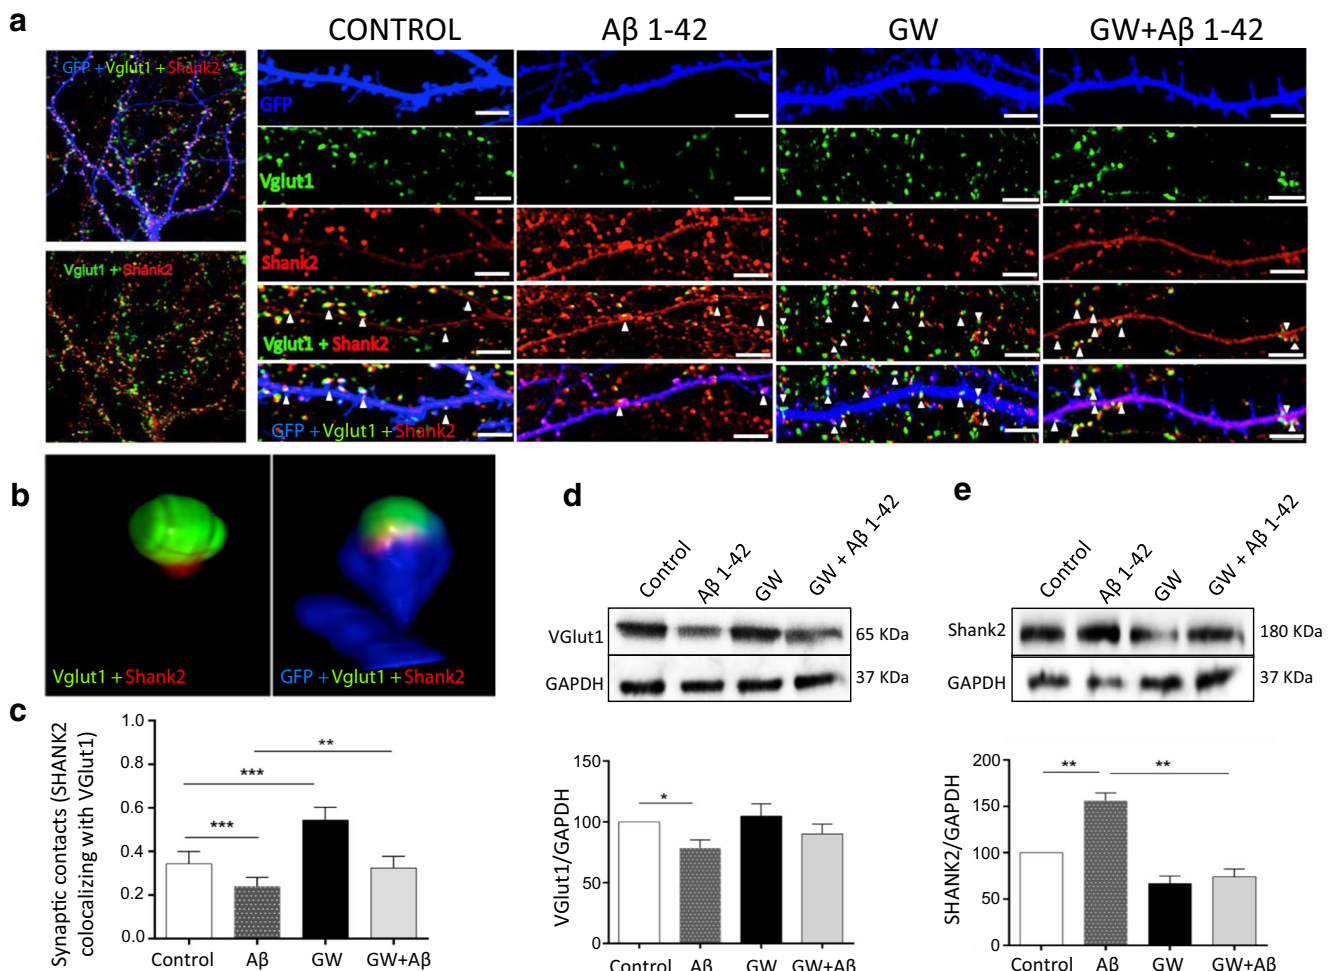 a
CONTROL
Aβ 1-42
GW
GW+Aβ 1-42
GFP + Vglut1 + Shank2
GFP
Vglut1
Shank2
Vglut1 + Shank2
Vglut1 + Shank2
GFP + Vglut1 + Shank2
b
Vglut1 + Shank2
GFP + Vglut1 + Shank2
c
Synaptic contacts (SHANK2
colocalizing with VGlut1)
1.0
0.8
0.6
0.4
0.2
0.0
**
***
***
Control
Aβ
GW
GW+Aβ
d
Control
Aβ 1-42
GW
GW + Aβ 1-42
VGlut1
65 KDa
GAPDH
37 KDa
VGlut1/GAPDH
150
100
50
0
*
Control
Aβ
GW
GW+Aβ
e
Control
Aβ 1-42
GW
GW + Aβ 1-42
Shank2
180 KDa
GAPDH
37 KDa
SHANK2/GAPDH
200
150
100
50
0
**
**
Control
Aβ
GW
GW+Aβ